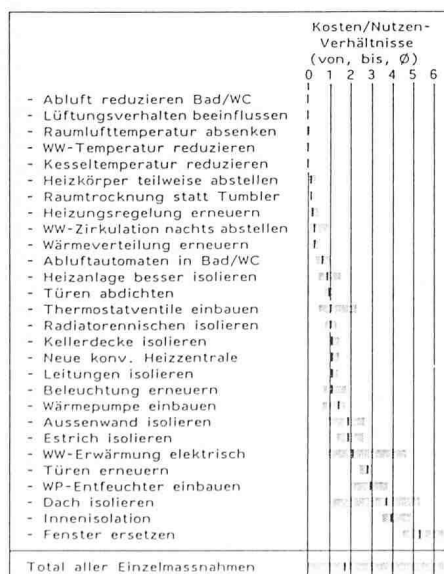 Kosten/Nutzen-
Verhältnisse
(von, bis, Ø)
0 1 2 3 4 5 6
- Abluft reduzieren Bad/WC
- Lüftungsverhalten beeinflussen
- Raumlufttemperatur absenken
- WW-Temperatur reduzieren
- Kesseltemperatur reduzieren
- Heizkörper teilweise abstellen
- Raumtrocknung statt Tumbler
- Heizungsregelung erneuern
- WW-Zirkulation nachts abstellen
- Wärmeverteilung erneuern
- Abluftautomaten in Bad/WC
- Heizanlage besser isolieren
- Türen abdichten
- Thermostatventile einbauen
- Radiatorennischen isolieren
- Kellerdecke isolieren
- Neue konv. Heizzentrale
- Leitungen isolieren
- Beleuchtung erneuern
- Wärmepumpe einbauen
- Aussenwand isolieren
- Estrich isolieren
- WW-Erwärmung elektrisch
- Türen erneuern
- WP-Entfeuchter einbauen
- Dach isolieren
- Innenisolation
- Fenster ersetzen
Total aller Einzelmassnahmen